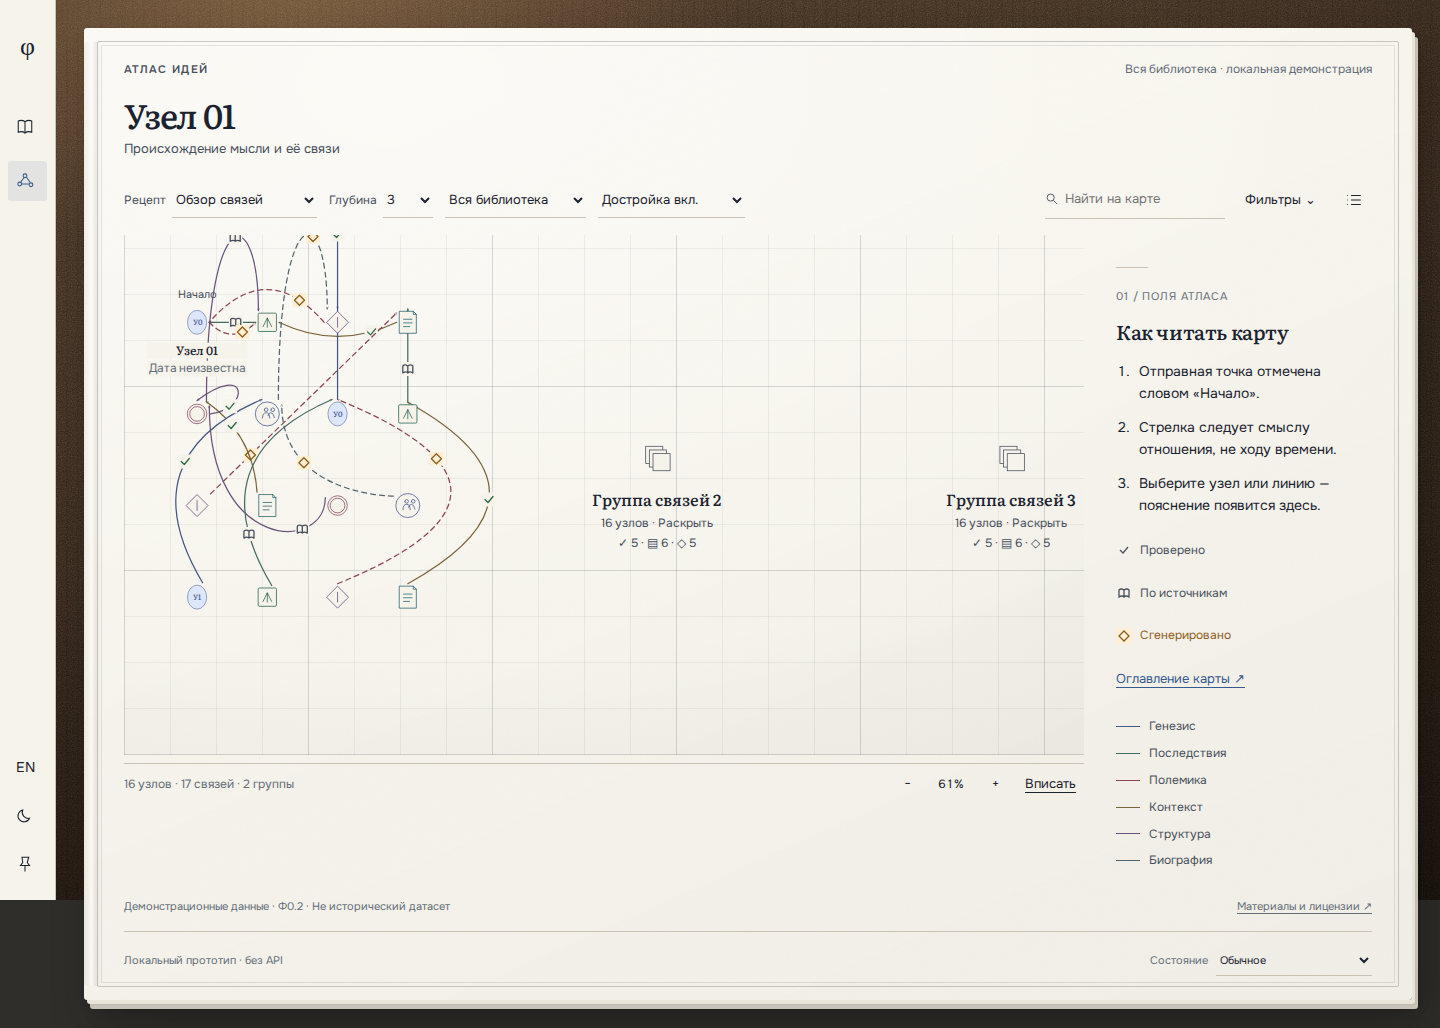 φ
АТЛАС ИДЕЙ
Вся библиотека · локальная демонстрация
Узел 01
Происхождение мысли и её связи
Рецепт Обзор связей Глубина 3 Вся библиотека Достройка вкл.
Найти на карте Фильтры
Начало
У0
Узел 01
Дата неизвестна
У0
У1
Группа связей 2
16 узлов · Раскрыть
✓ 5 · ▤ 6 · ◇ 5
Группа связей 3
16 узлов · Раскрыть
✓ 5 · ▤ 6 · ◇ 5
01 / ПОЛЯ АТЛАСА
Как читать карту
1. Отправная точка отмечена
словом «Начало».
2. Стрелка следует смыслу
отношения, не ходу времени.
3. Выберите узел или линию —
пояснение появится здесь.
Проверено
По источникам
Сгенерировано
Оглавление карты ↗
Генезис
Последствия
Полемика
Контекст
Структура
Биография
16 узлов · 17 связей · 2 группы
− 61% + Вписать
EN
Демонстрационные данные · Ф0.2 · Не исторический датасет
Материалы и лицензии ↗
Локальный прототип · без API
Состояние Обычное